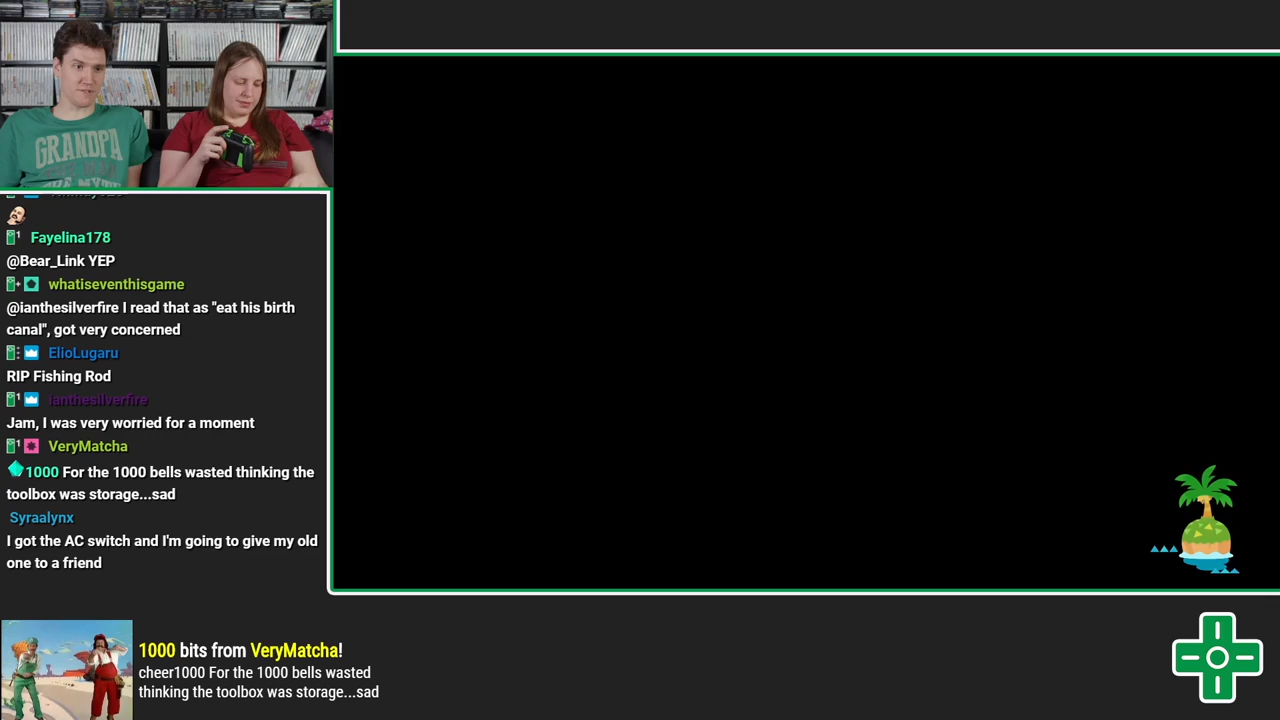 GRANDPA
Fayelina178
@Bear_Link YEP
whatiseventhisgame
@ianthesilverfire I read that as "eat his birth
canal", got very concerned
ElioLugaru
RIP Fishing Rod
ianthesilverfire
Jam, I was very worried for a moment
VeryMatcha
1000 For the 1000 bells wasted thinking the
toolbox was storage...sad
Syraalynx
I got the AC switch and I'm going to give my old
one to a friend
1000 bits from VeryMatcha!
cheer1000 For the 1000 bells wasted
thinking the toolbox was storage...sad